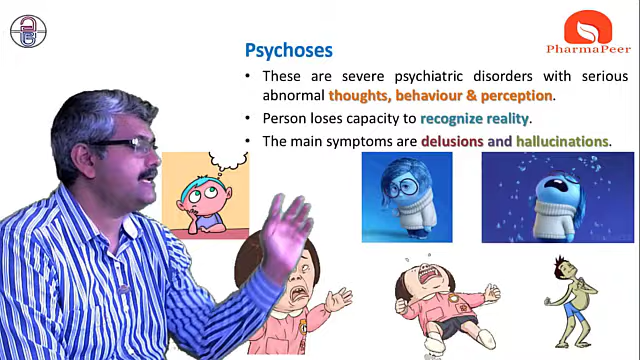 PharmaPeer
Psychoses
• These are severe psychiatric disorders with serious
abnormal thoughts, behaviour & perception.
• Person loses capacity to recognize reality.
• The main symptoms are delusions and hallucinations.